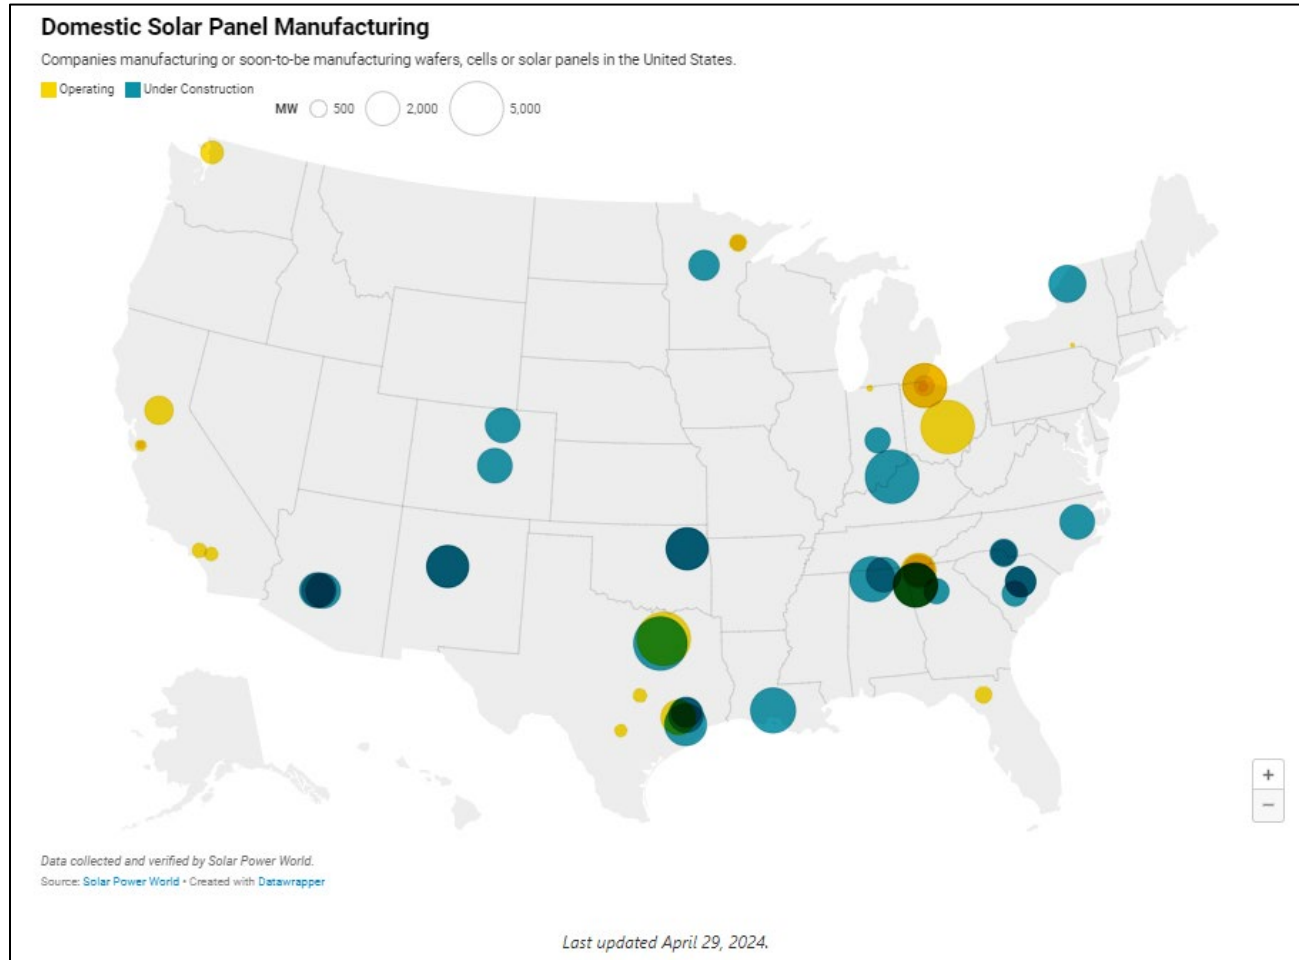 Domestic Solar Panel Manufacturing
Companies manufacturing or soon-to-be manufacturing wafers, cells or solar panels in the United States.
Operating Under Construction
MW 500 2,000 5,000
+
−
Data collected and verified by Solar Power World.
Source: Solar Power World • Created with Datawrapper
Last updated April 29, 2024.